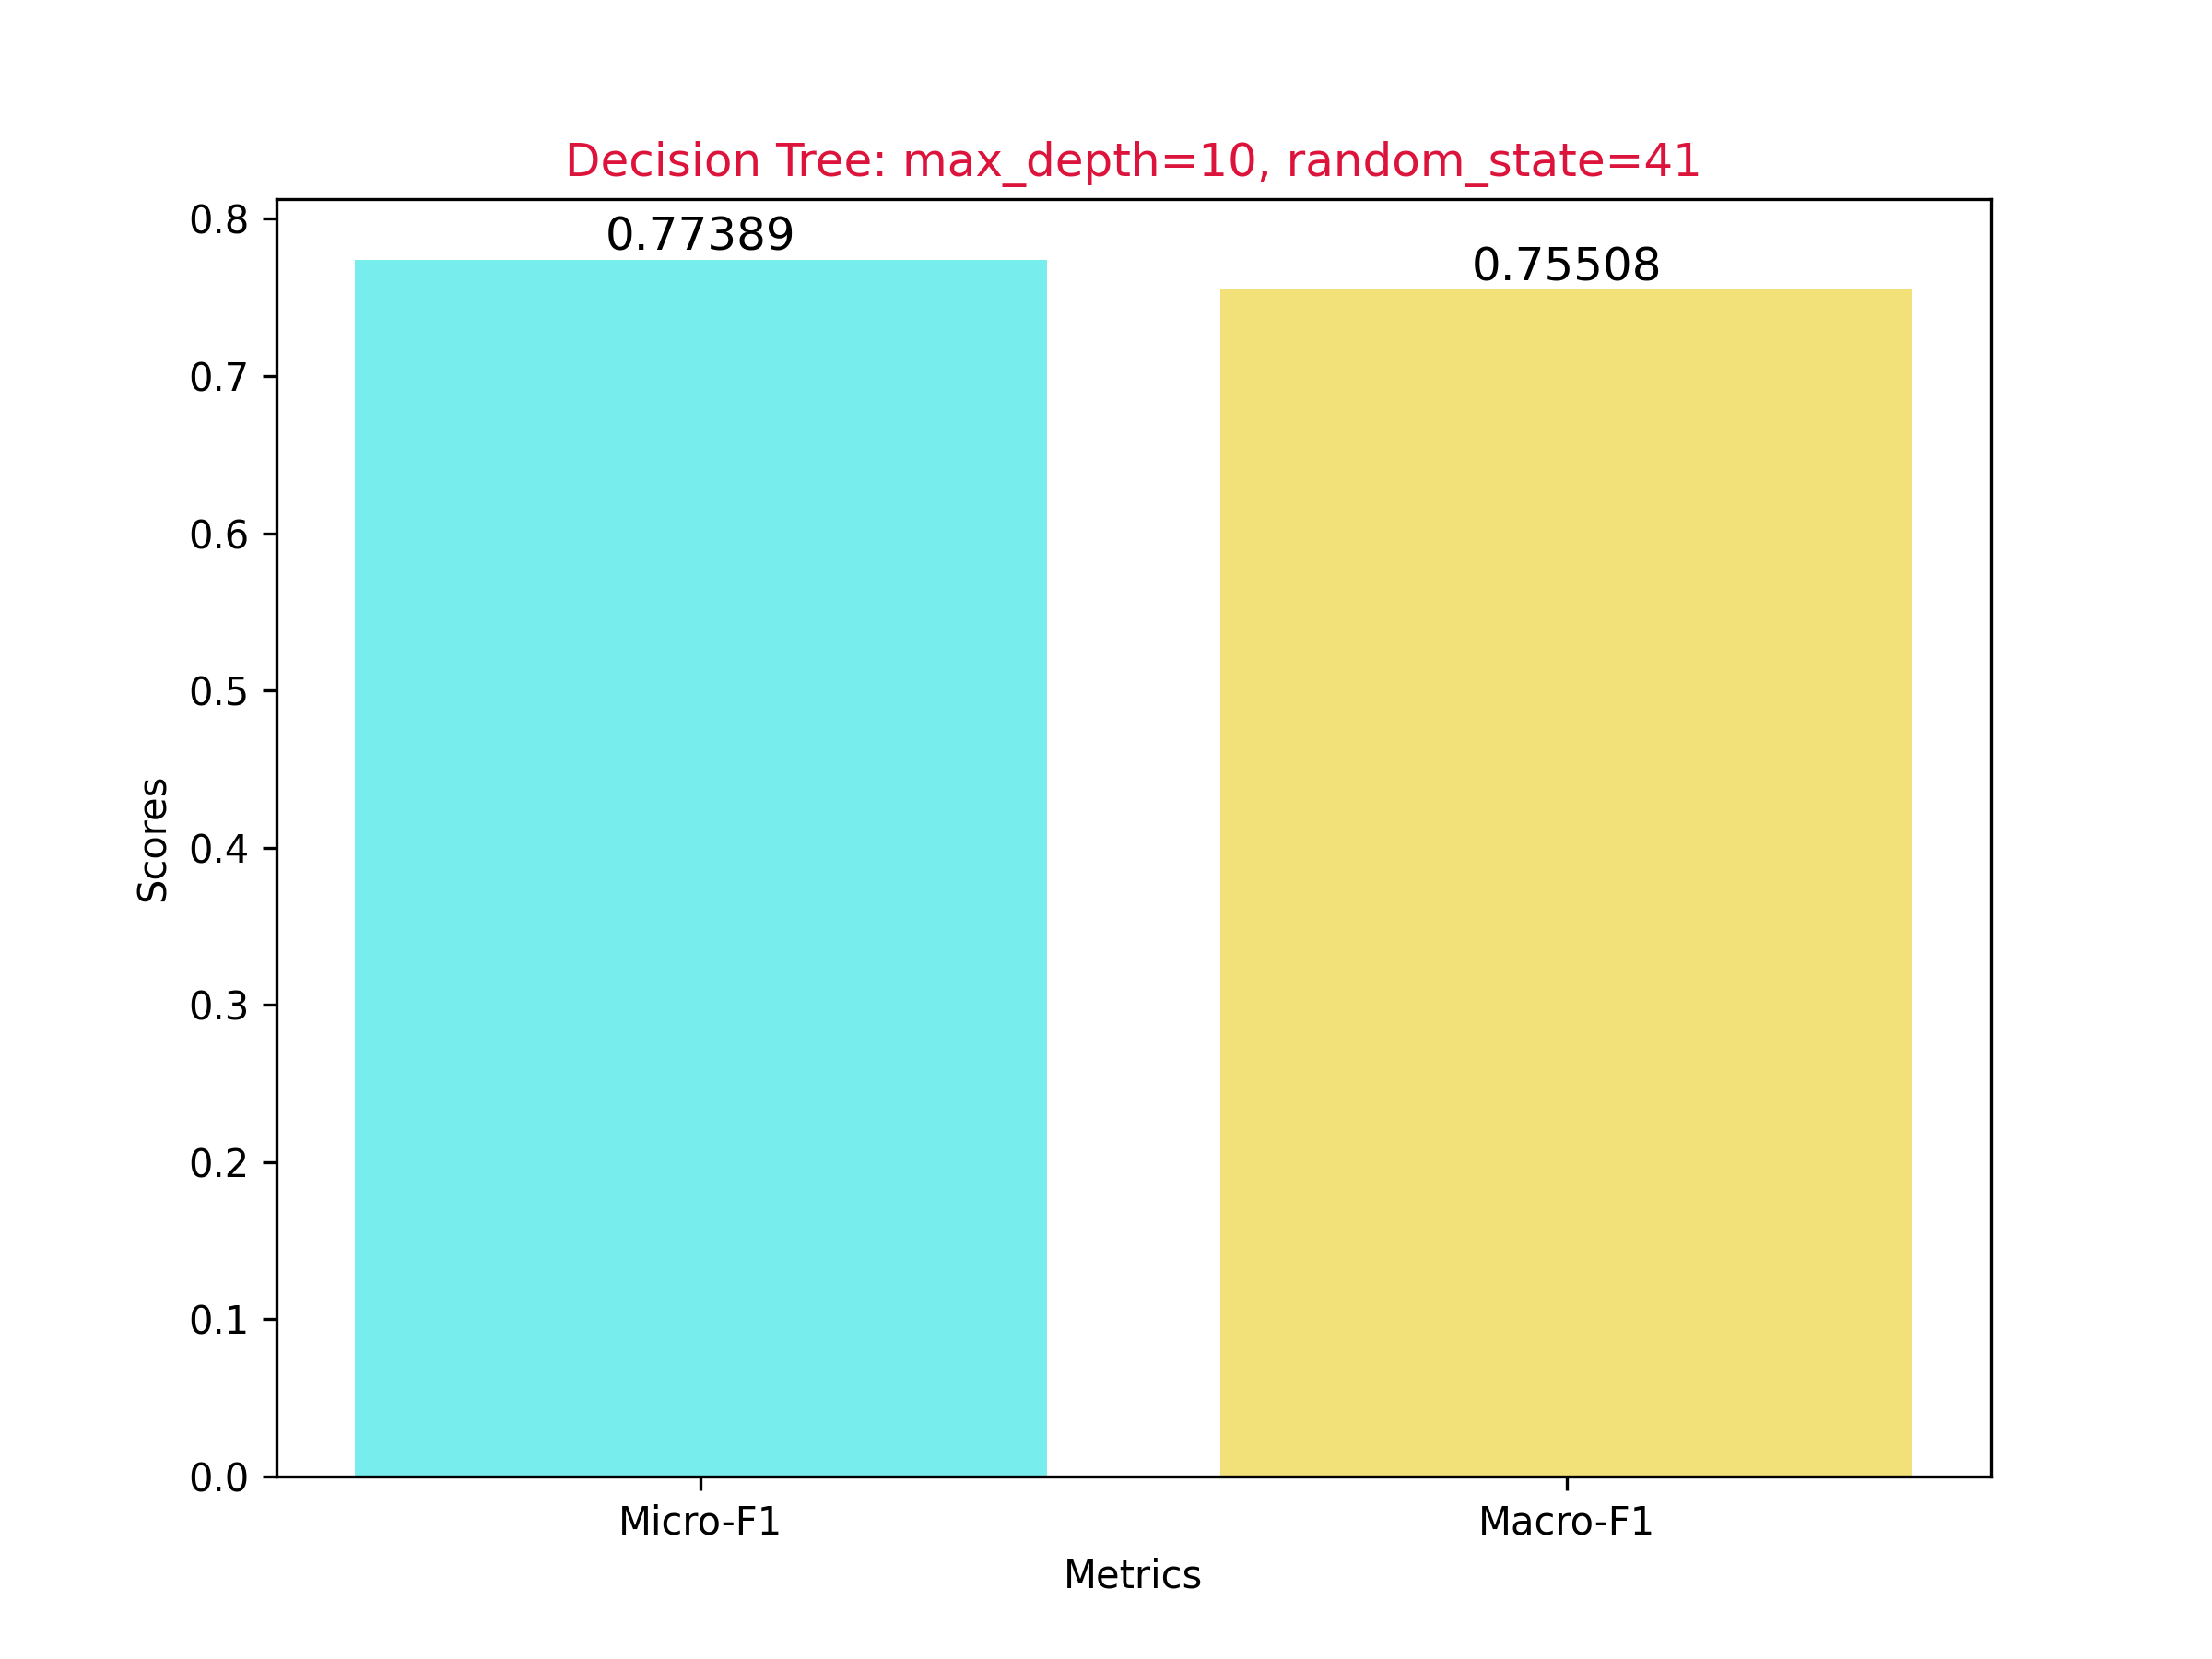 Decision Tree: max_depth=10, random_state=41
0.77389
0.75508
0.8
0.7
0.6
0.5
0.4
0.3
0.2
0.1
0.0
Scores
Micro-F1
Macro-F1
Metrics